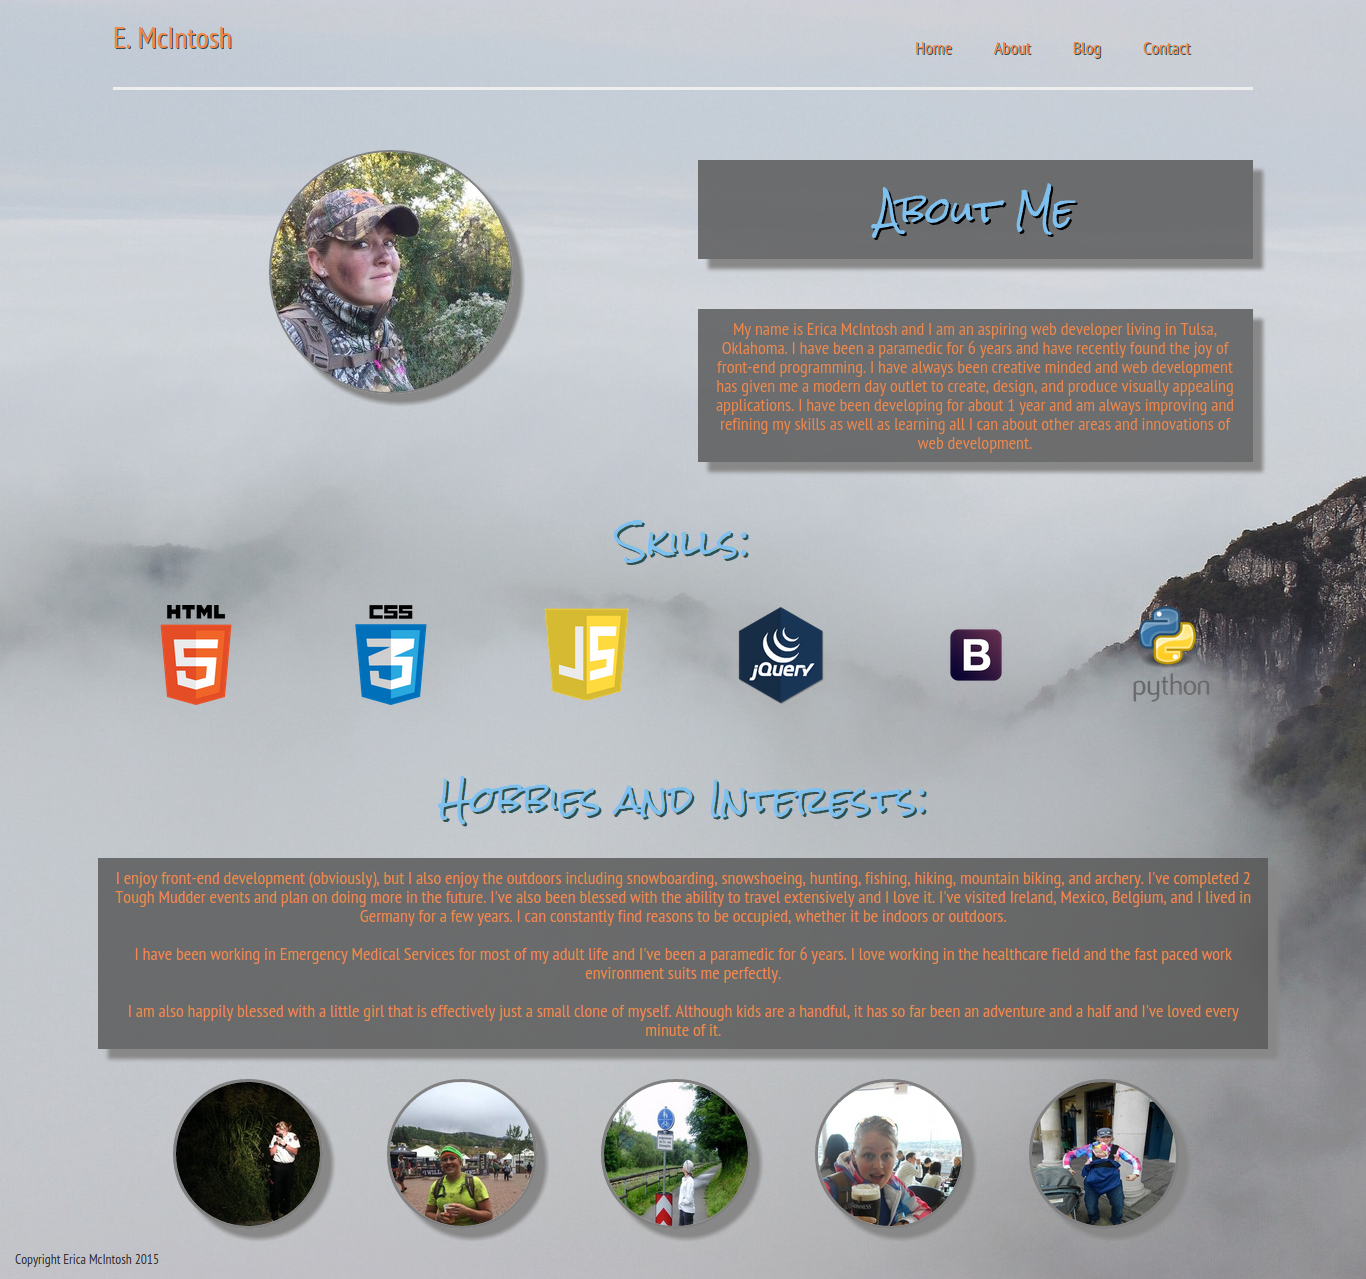 E. McIntosh
Home About Blog Contact
About Me
My name is Erica McIntosh and I am an aspiring web developer living in Tulsa,
Oklahoma. I have been a paramedic for 6 years and have recently found the joy of
front-end programming. I have always been creative minded and web development
has given me a modern day outlet to create, design, and produce visually appealing
applications. I have been developing for about 1 year and am always improving and
refining my skills as well as learning all I can about other areas and innovations of
web development.
Skills:
HTML
5
CSS
3
JS
jQuery
B
python
Hobbies and Interests:
I enjoy front-end development (obviously), but I also enjoy the outdoors including snowboarding, snowshoeing, hunting, fishing, hiking, mountain biking, and archery. I've completed 2
Tough Mudder events and plan on doing more in the future. I've also been blessed with the ability to travel extensively and I love it. I've visited Ireland, Mexico, Belgium, and I lived in
Germany for a few years. I can constantly find reasons to be occupied, whether it be indoors or outdoors.
I have been working in Emergency Medical Services for most of my adult life and I've been a paramedic for 6 years. I love working in the healthcare field and the fast paced work
environment suits me perfectly.
I am also happily blessed with a little girl that is effectively just a small clone of myself. Although kids are a handful, it has so far been an adventure and a half and I've loved every
minute of it.
GUINNESS
Copyright Erica McIntosh 2015